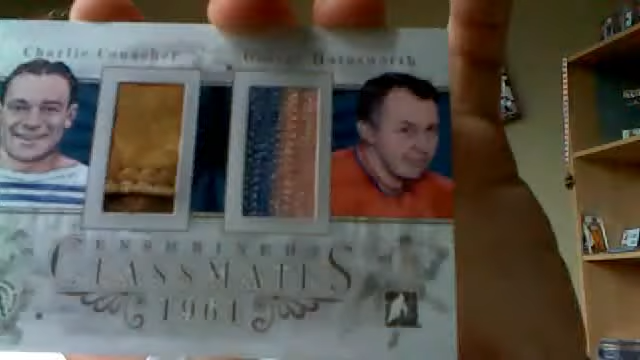 Charlie Conacher George Hainsworth
ENSHRINED
CLASSMATES
1961